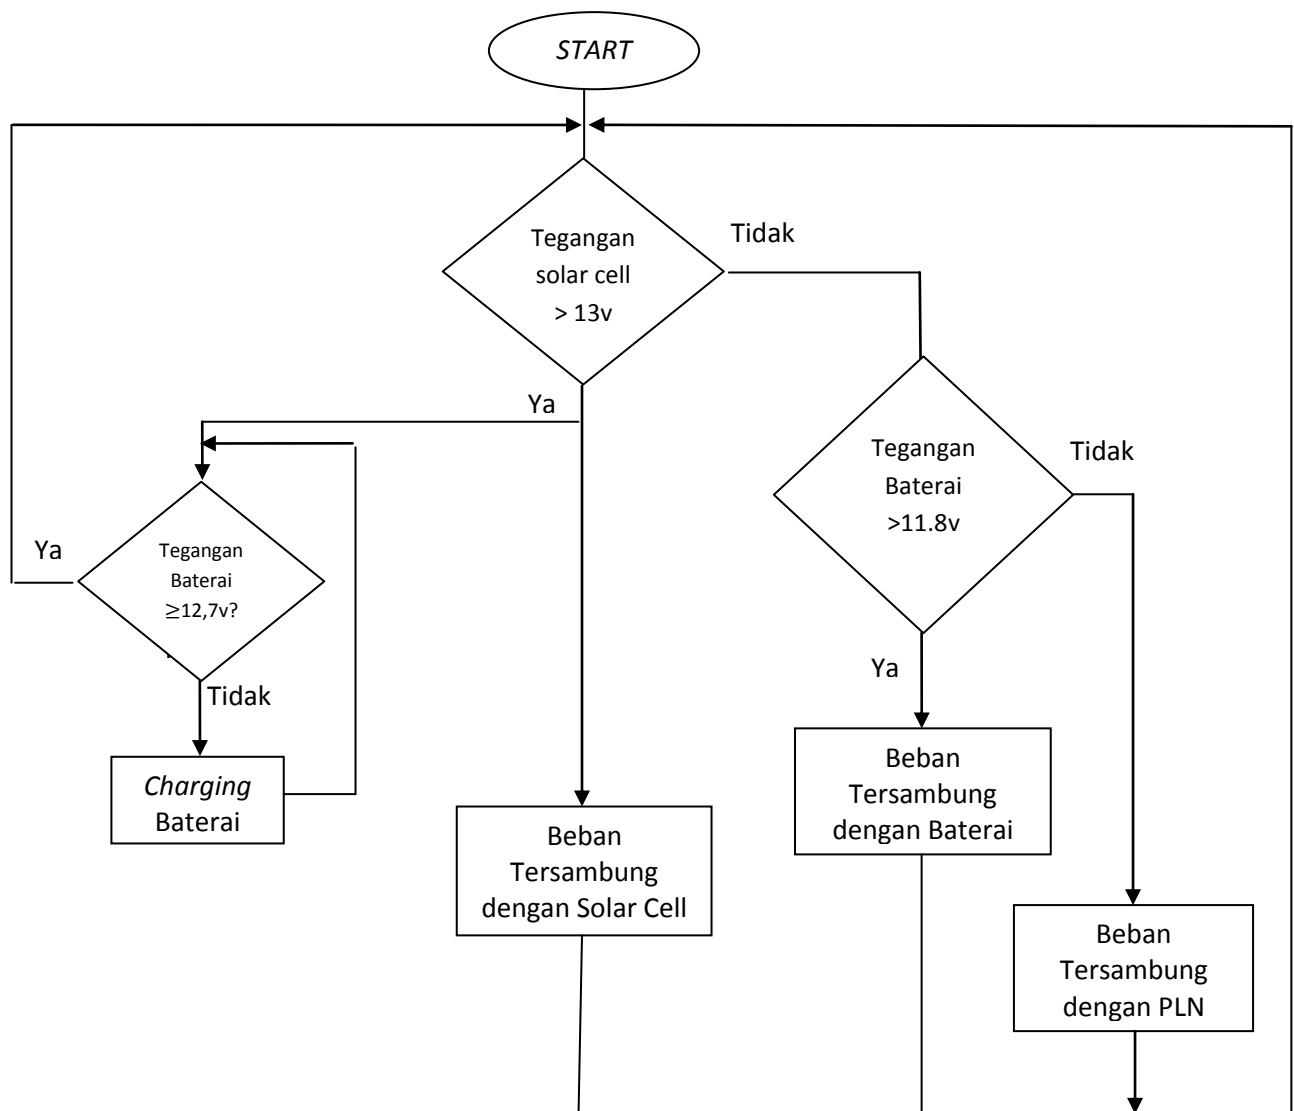 START
Tegangan
solar cell
> 13v
Tidak
Ya
Tegangan
Baterai
>11.8v
Tidak
Ya
Tegangan
Baterai
≥12,7v?
Tidak
Ya
Charging
Baterai
Beban
Tersambung
dengan Solar Cell
Beban
Tersambung
dengan Baterai
Beban
Tersambung
dengan PLN